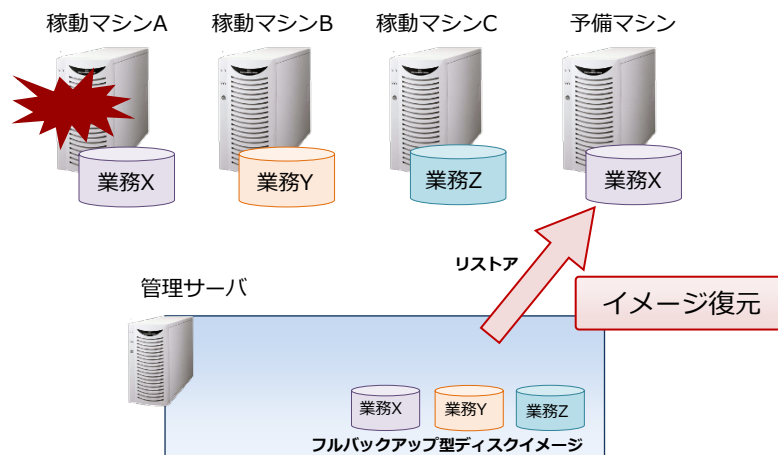 稼動マシンA
稼動マシンB
稼動マシンC
予備マシン
業務X
業務Y
業務Z
業務X
リストア
イメージ復元
管理サーバ
業務X
業務Y
業務Z
フルバックアップ型ディスクイメージ